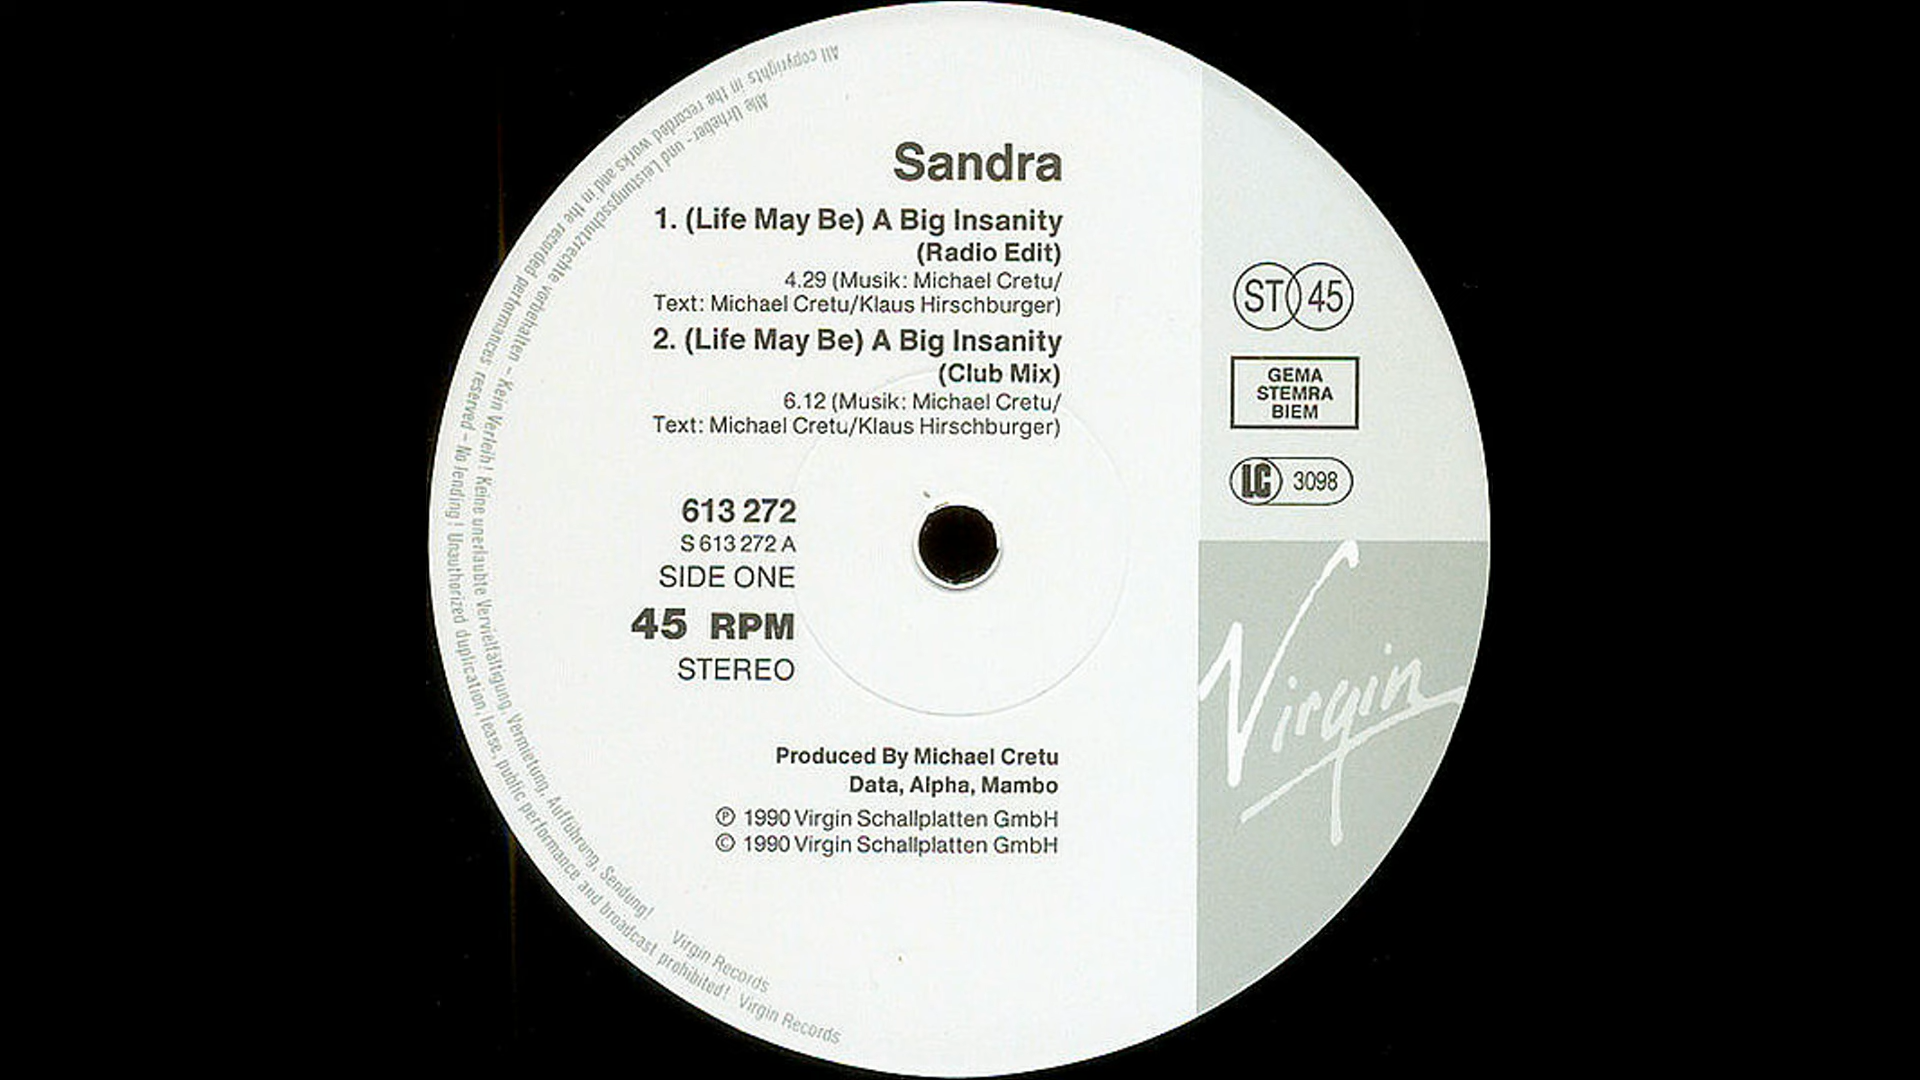 Sandra
1. (Life May Be) A Big Insanity
(Radio Edit)
4.29 (Musik: Michael Cretu/
Text: Michael Cretu/Klaus Hirschburger)
2. (Life May Be) A Big Insanity
(Club Mix)
6.12 (Musik: Michael Cretu/
Text: Michael Cretu/Klaus Hirschburger)
613 272
S 613 272 A
SIDE ONE
45 RPM
STEREO
Produced By Michael Cretu
Data, Alpha, Mambo
Ⓟ 1990 Virgin Schallplatten GmbH
© 1990 Virgin Schallplatten GmbH
ST 45
GEMA
STEMRA
BIEM
LC 3098
Virgin
Alle Urheber- und Leistungsschutzrechte vorbehalten – Kein Verleih! Keine unerlaubte Vervielfältigung, Vermietung, Aufführung, Sendung! Virgin Records
All copyrights in the recorded works and in the recorded performances reserved – No lending! Unauthorized duplication, lease, public performance and broadcast prohibited! Virgin Records